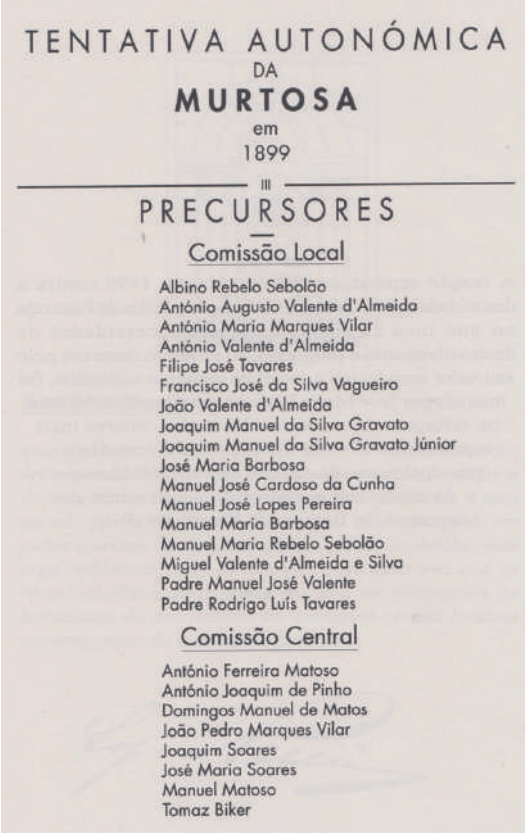 TENTATIVA AUTONÓMICA
DA
MURTOSA
em
1899
PRECURSORES
Comissão Local
Albino Rebelo Sebolão
António Augusto Valente d'Almeida
António Maria Marques Vilar
António Valente d'Almeida
Filipe José Tavares
Francisco José da Silva Vagueiro
João Valente d'Almeida
Joaquim Manuel da Silva Gravato
Joaquim Manuel da Silva Gravato Júnior
José Maria Barbosa
Manuel José Cardoso da Cunha
Manuel José Lopes Pereira
Manuel Maria Barbosa
Manuel Maria Rebelo Sebolão
Miguel Valente d'Almeida e Silva
Padre Manuel José Valente
Padre Rodrigo Luís Tavares
Comissão Central
António Ferreira Matoso
António Joaquim de Pinho
Domingos Manuel de Matos
João Pedro Marques Vilar
Joaquim Soares
José Maria Soares
Manuel Matoso
Tomaz Biker